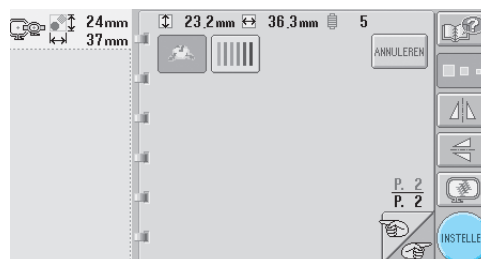 24mm
37mm
23,2mm 36,3mm 5
ANNULEREN
P. 2
P. 2
INSTELLE